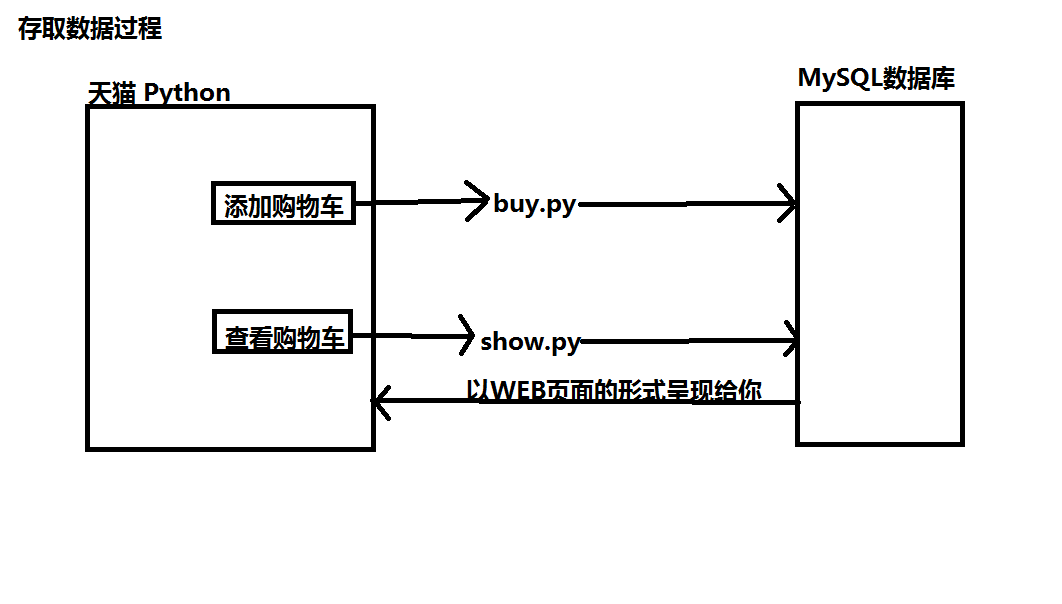 存取数据过程
天猫 Python
MySQL数据库
添加购物车
buy.py
查看购物车
show.py
以WEB页面的形式呈现给你